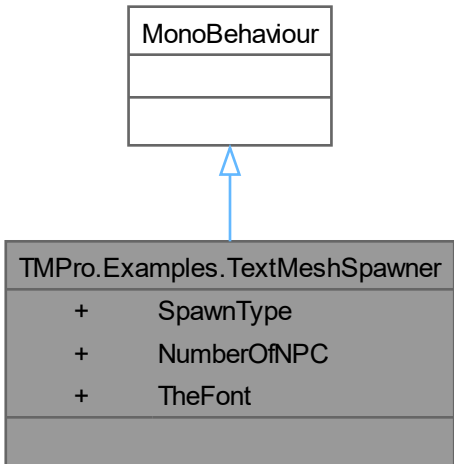 MonoBehaviour
TMPro.Examples.TextMeshSpawner
+ SpawnType
+ NumberOfNPC
+ TheFont